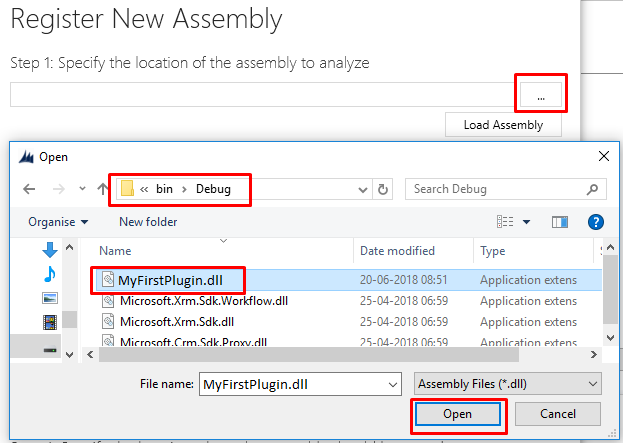 Register New Assembly
Step 1: Specify the location of the assembly to analyze
...
Load Assembly
Open
« bin > Debug
Search Debug
Organise New folder ?
Name Date modified Type
MyFirstPlugin.dll 20-06-2018 08:51 Application extens
Microsoft.Xrm.Sdk.Workflow.dll 25-04-2018 06:59 Application extens
Microsoft.Xrm.Sdk.dll 25-04-2018 06:59 Application extens
Microsoft.Crm.Sdk.Proxy.dll 25-04-2018 06:59 Application extens
File name: MyFirstPlugin.dll Assembly Files (*.dll)
Open Cancel